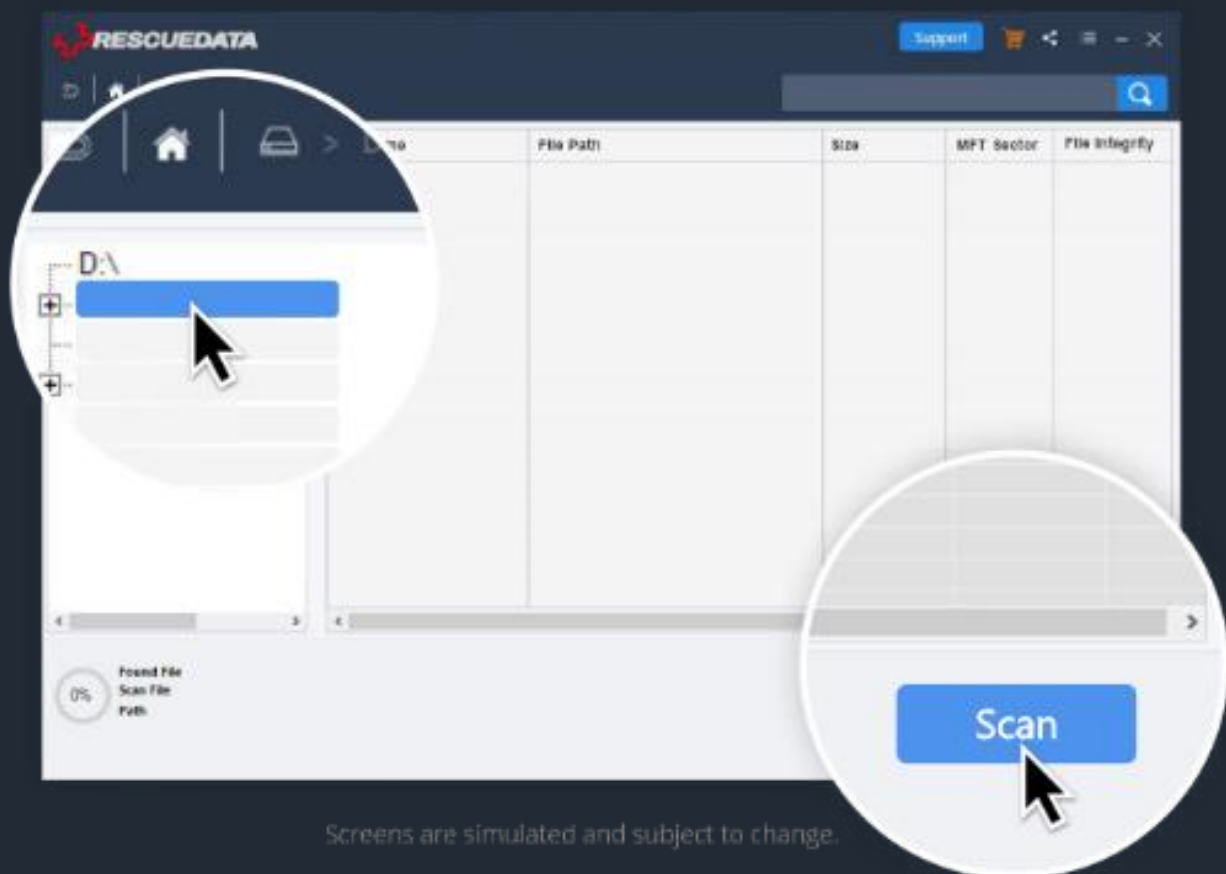 RESCUEDATA
Support
File Path
Size
MFT Sector
File Integrity
D:\
0%
Found File
Scan File
Path
Scan
Screens are simulated and subject to change.